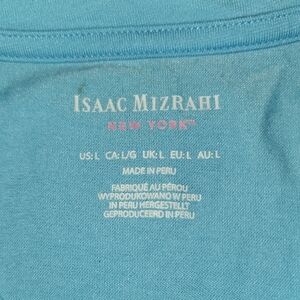 ISAAC MIZRAHI
NEW YORK™
US: L CA: L/G UK: L EU: L AU: L
MADE IN PERU
FABRIQUÉ AU PÉROU
WYPRODUKOWANO W PERU
IN PERU HERGESTELLT
GEPRODUCEERD IN PERU